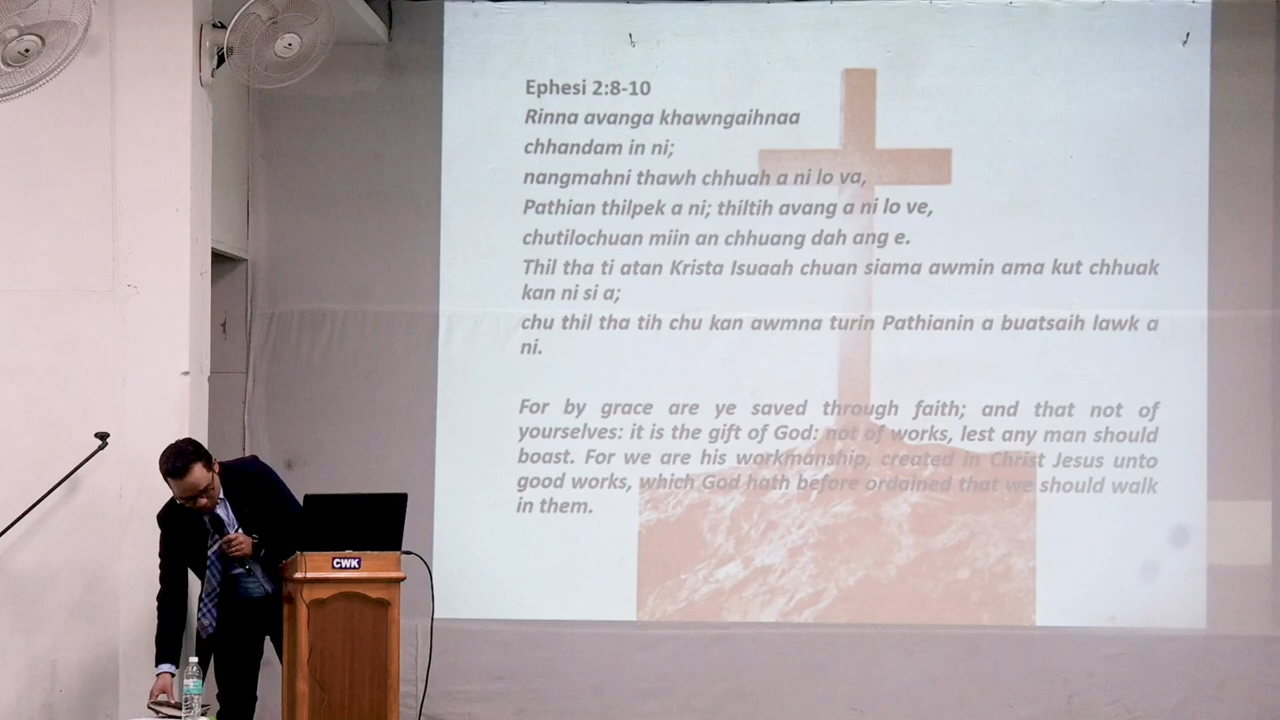 Ephesi 2:8-10
Rinna avanga khawngaihnaa
chhandam in ni;
nangmahni thawh chhuah a ni lo va,
Pathian thilpek a ni; thiltih avang a ni lo ve,
chutilochuan miin an chhuang dah ang e.
Thil tha ti atan Krista Isuaah chuan siama awmin ama kut chhuak
kan ni si a;
chu thil tha tih chu kan awmna turin Pathianin a buatsaih lawk a
ni.
For by grace are ye saved through faith; and that not of
yourselves: it is the gift of God: not of works, lest any man should
boast. For we are his workmanship, created in Christ Jesus unto
good works, which God hath before ordained that we should walk
in them.
CWK